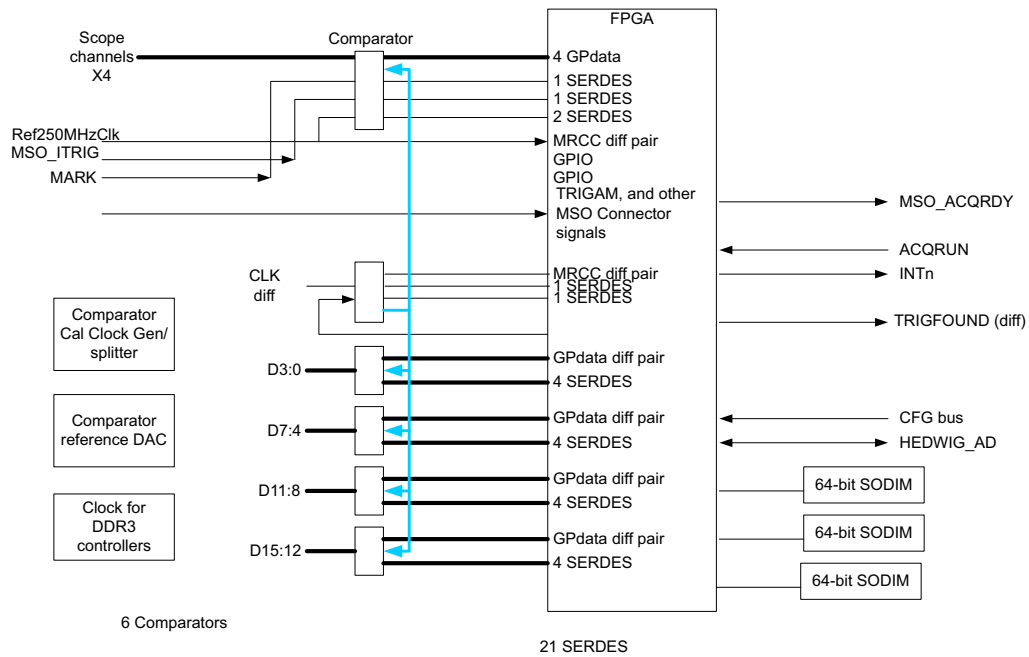 FPGA
Scope
channels
X4
Comparator
4 GPdata
1 SERDES
1 SERDES
2 SERDES
Ref250MHzClk
MSO_ITRIG
MARK
MRCC diff pair
GPIO
GPIO
TRIGAM, and other
MSO Connector
signals
MSO_ACQRDY
ACQRUN
INTn
TRIGFOUND (diff)
CLK
diff
MRCC diff pair
1 SERDES
1 SERDES
Comparator
Cal Clock Gen/
splitter
D3:0
GPdata diff pair
4 SERDES
Comparator
reference DAC
D7:4
GPdata diff pair
4 SERDES
CFG bus
HEDWIG_AD
Clock for
DDR3
controllers
D11:8
GPdata diff pair
4 SERDES
64-bit SODIM
D15:12
GPdata diff pair
4 SERDES
64-bit SODIM
64-bit SODIM
6 Comparators
21 SERDES